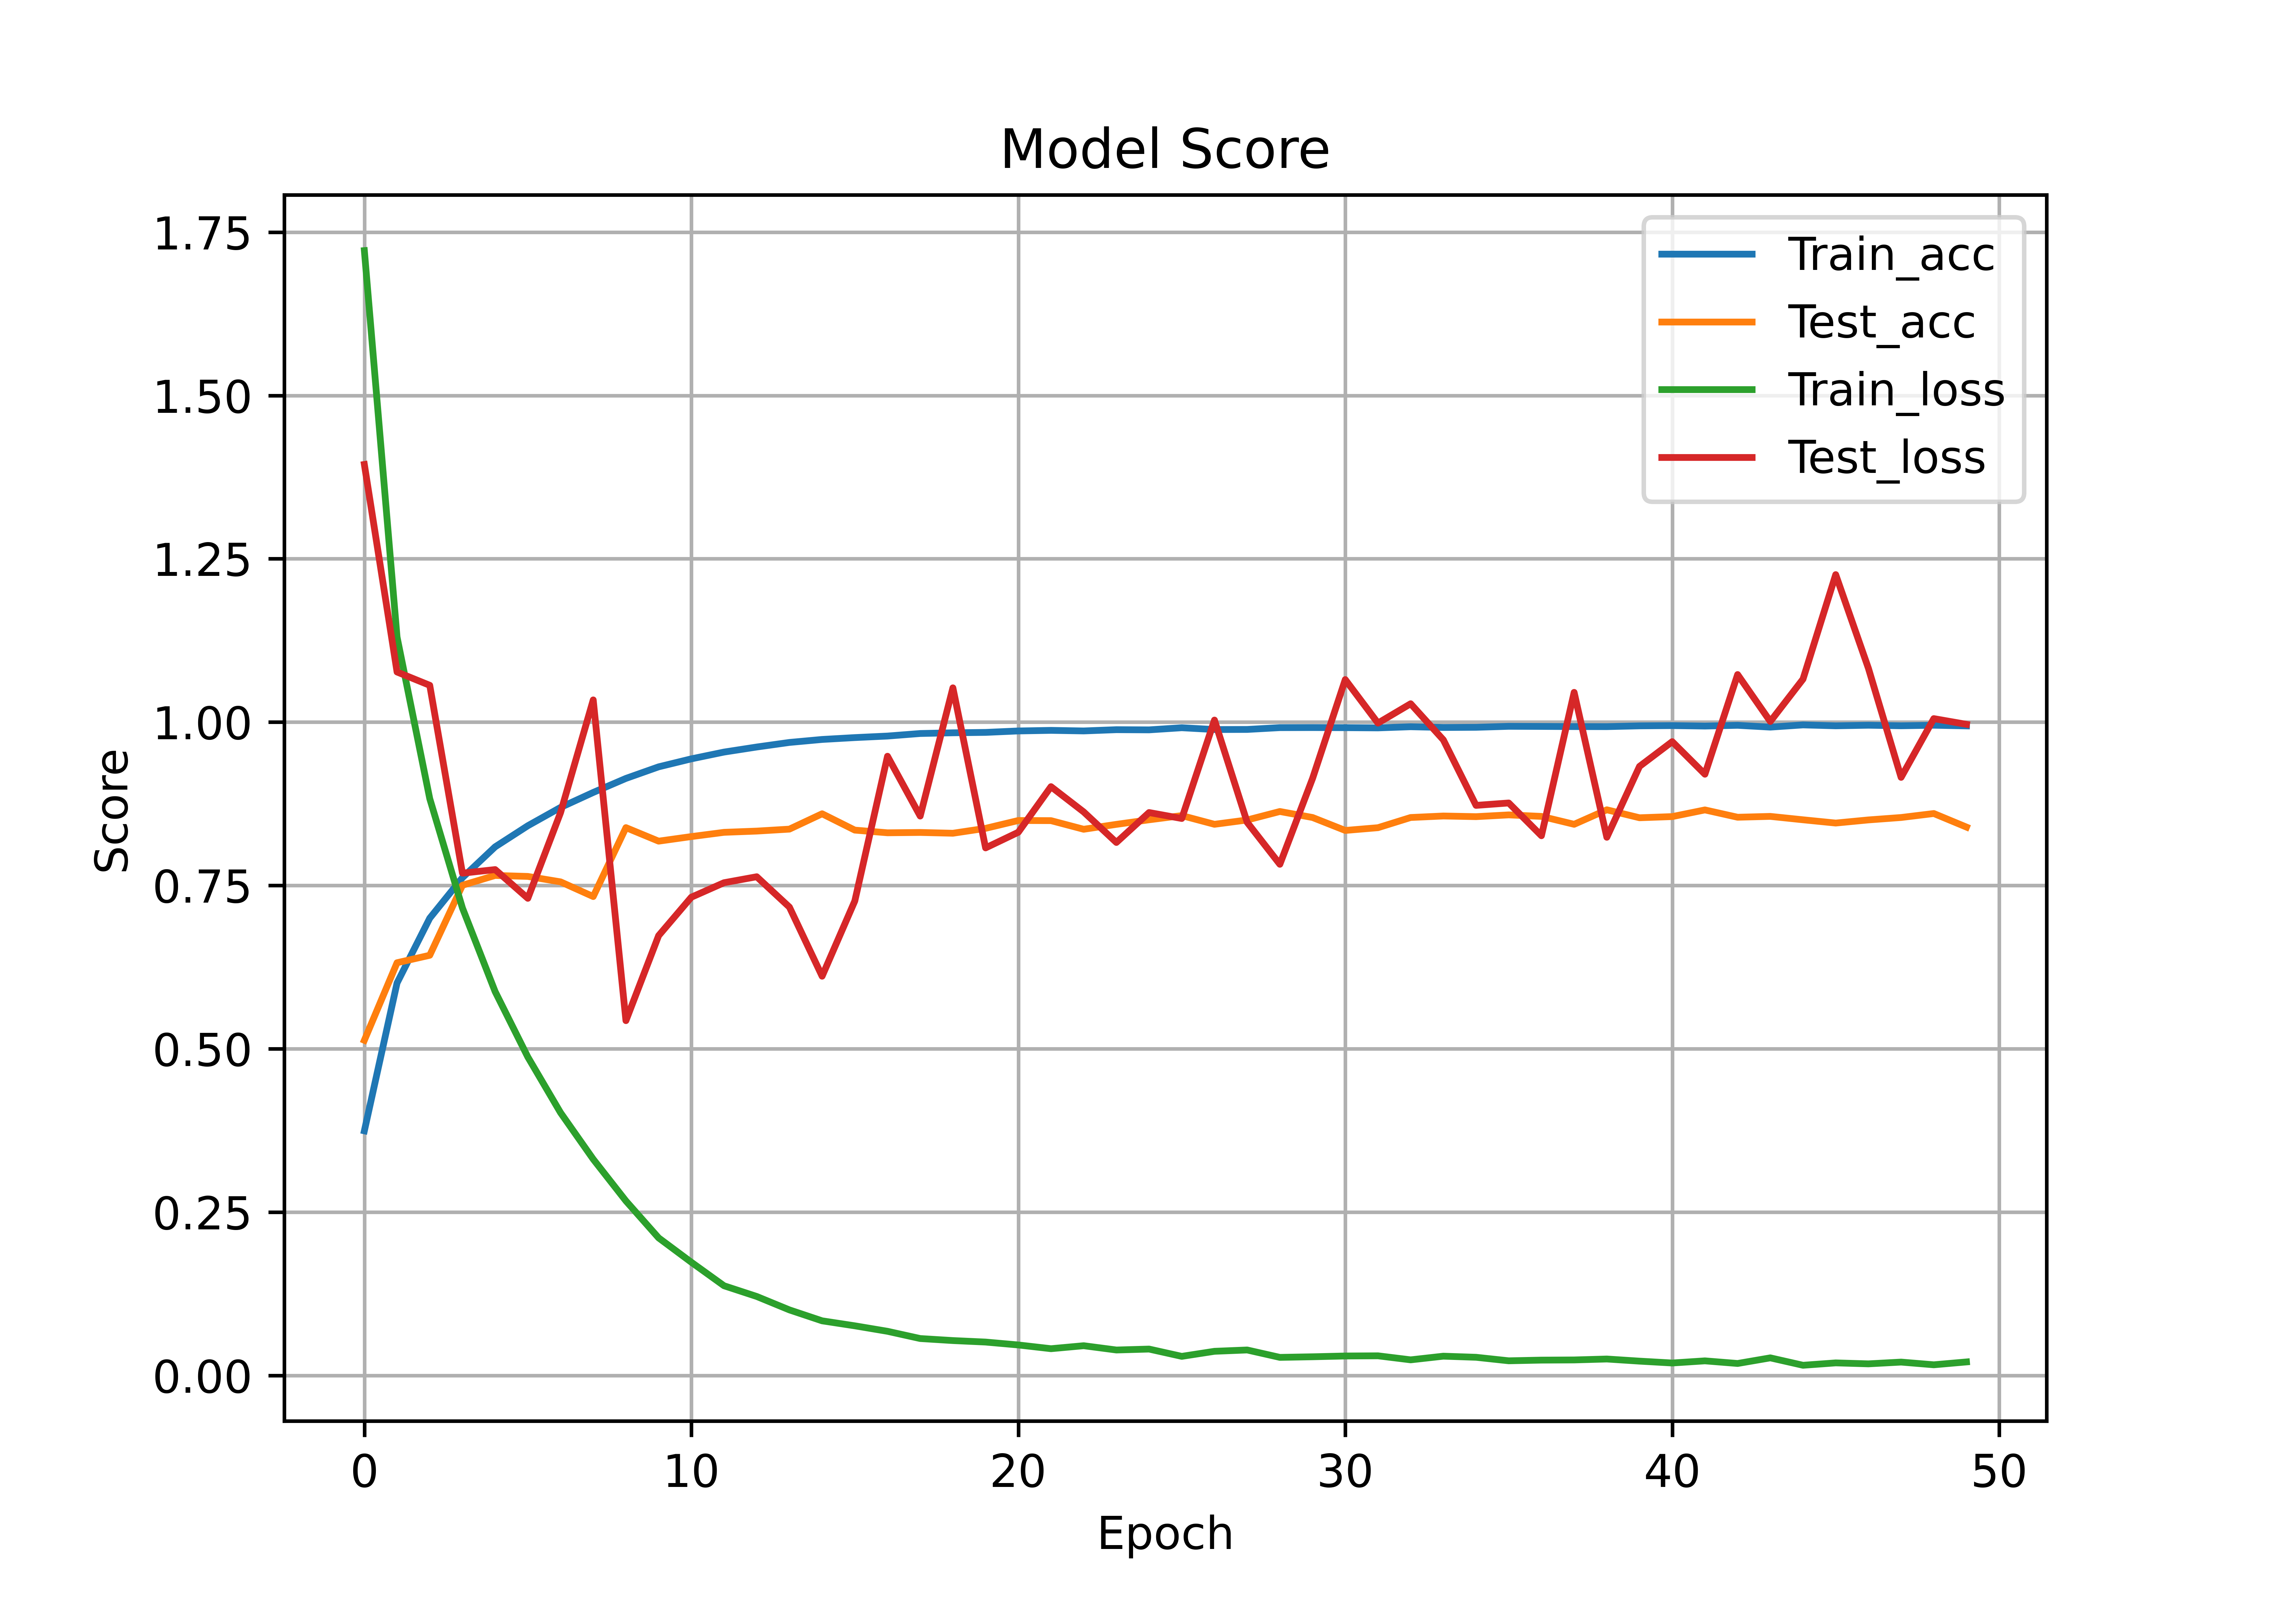 Model Score
1.75
1.50
1.25
1.00
0.75
0.50
0.25
0.00
Score
0 10 20 30 40 50
Epoch
Train_acc
Test_acc
Train_loss
Test_loss